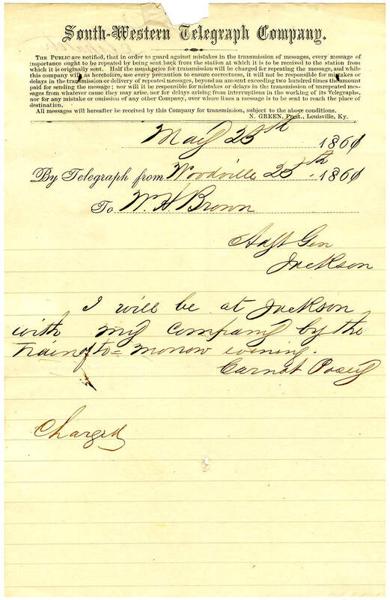 South-Western Telegraph Company.
THE PUBLIC are notified, that in order to guard against mistakes in the transmission of messages, every message of
importance ought to be repeated by being sent back from the station at which it is to be received to the station from
which it is originally sent. Half the usual price for transmission will be charged for repeating the message, and while
this company will as heretofore, use every precaution to ensure correctness, it will not be responsible for mistakes or
delays in the transmission or delivery of repeated messages, beyond an amount exceeding two hundred times the amount
paid for sending the message; nor will it be responsible for mistakes or delays in the transmission of unrepeated messages
from whatever cause they may arise, nor for delays arising from interruptions in the working of its Telegraphs,
nor for any mistake or omission of any other Company, over whose lines a message is to be sent to reach the place of
destination.
All messages will hereafter be received by this Company for transmission, subject to the above conditions.
N. GREEN, Pres., Louisville, Ky.
May 25th 1861
By Telegraph from Woodville 25th 1861
To W. H. Brown
Adjt Gen
Jackson
I will be at Jackson
with my company by the
train of to=morrow evening.
Carnot Posey
Charged